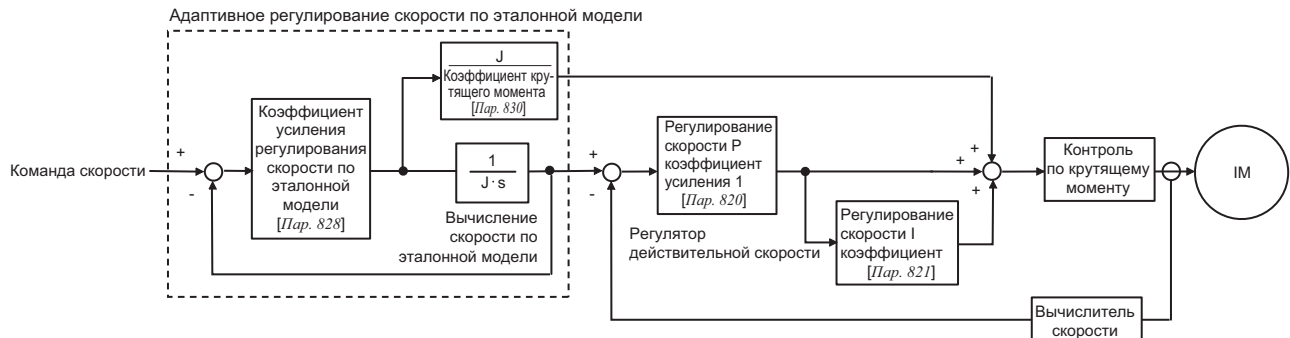 Адаптивное регулирование скорости по эталонной модели
J
Коэффициент кру-
тящего момента
[Пар. 830]
Команда скорости
+
-
Коэффициент
усиления
регулирования
скорости по
эталонной
модели
[Пар. 828]
1
J· s
Вычисление
скорости по
эталонной модели
+
-
Регулирование
скорости P
коэффициент
усиления 1
[Пар. 820]
Регулятор
действительной скорости
Регулирование
скорости I
коэффициент
[Пар. 821]
+
+
+
Контроль
по крутящему
моменту
IM
Вычислитель
скорости